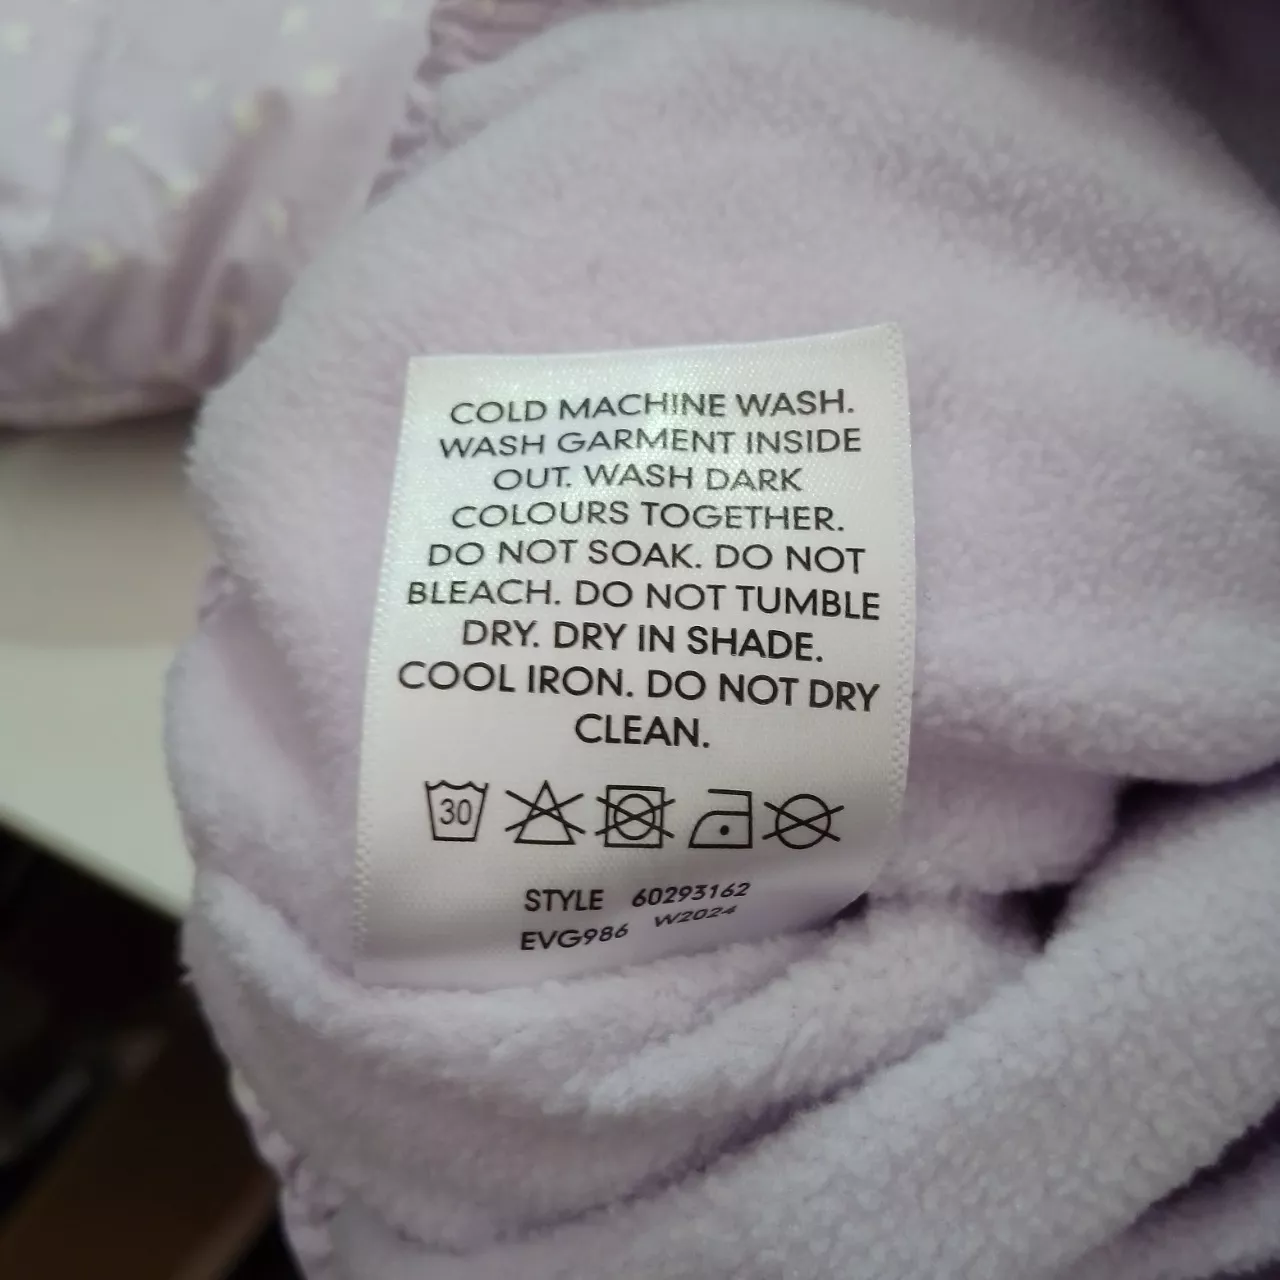 COLD MACHINE WASH.
WASH GARMENT INSIDE
OUT. WASH DARK
COLOURS TOGETHER.
DO NOT SOAK. DO NOT
BLEACH. DO NOT TUMBLE
DRY. DRY IN SHADE.
COOL IRON. DO NOT DRY
CLEAN.
30
STYLE 60293162
EVG986 W2024